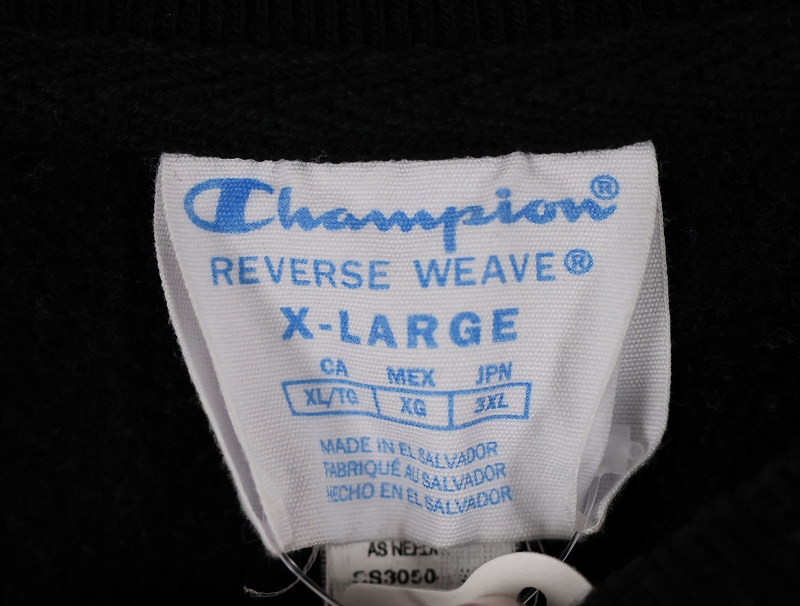 Champion®
REVERSE WEAVE®
X-LARGE
CA MEX JPN
XL/TG XG 3XL
MADE IN EL SALVADOR
FABRIQUÉ AU SALVADOR
HECHO EN EL SALVADOR
AS